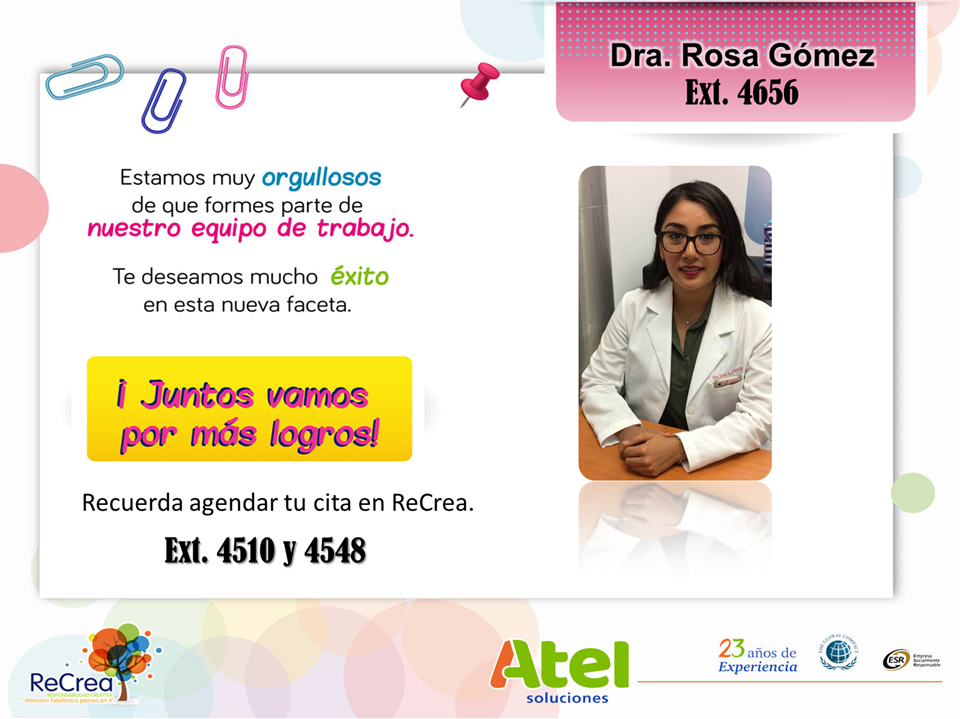 Dra. Rosa Gómez
Ext. 4656
Estamos muy orgullosos
de que formes parte de
nuestro equipo de trabajo.
Te deseamos mucho éxito
en esta nueva faceta.
¡ Juntos vamos
por más logros!
Recuerda agendar tu cita en ReCrea.
Ext. 4510 y 4548
ReCrea
RESPONSABILIDAD CREATIVA
"Atención Telefónica piensa en ti"
Atel
soluciones
23 años de
Experiencia
THE GLOBAL COMPACT
ESR
Empresa
Socialmente
Responsable